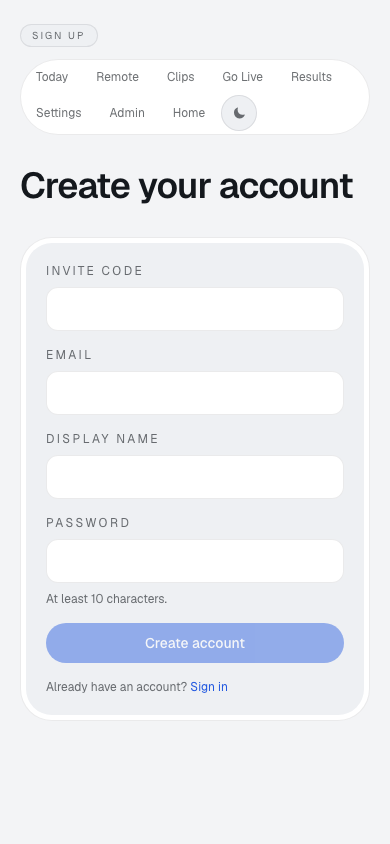 SIGN UP
Today Remote Clips Go Live Results
Settings Admin Home
Create your account
INVITE CODE
EMAIL
DISPLAY NAME
PASSWORD
At least 10 characters.
Create account
Already have an account? Sign in